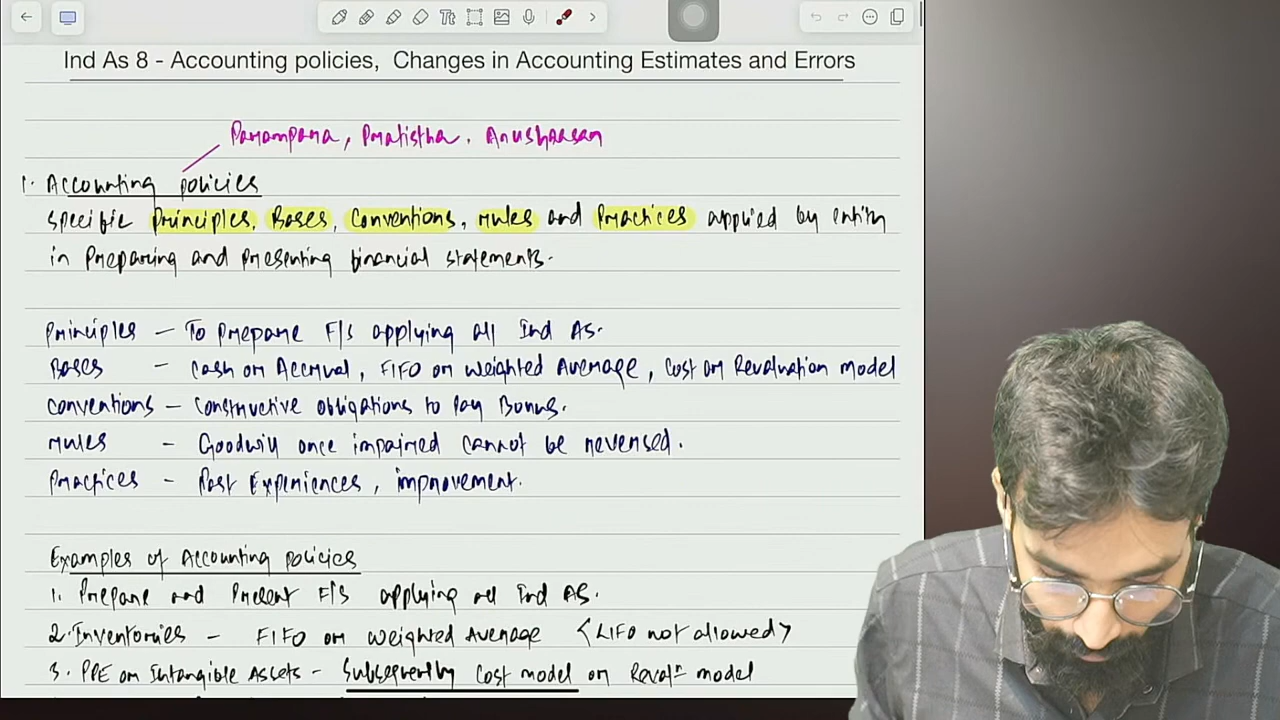 Ind As 8 - Accounting policies, Changes in Accounting Estimates and Errors
Parampara, Pratistha, Anushaasan
1. Accounting policies
specific Principles, Bases, Conventions, rules and Practices applied by entity
in Preparing and presenting financial statements.
Principles - To prepare F/s applying all Ind AS.
Bases - Cash or Accrual, FIFO or weighted Average, Cost or Revaluation model
Conventions - Constructive obligations to pay Bonus.
rules - Goodwill once impaired cannot be reversed.
Practices - Past Experiences, improvement.
Examples of Accounting policies
1. Prepare and Present F/s applying all Ind AS.
2. Inventories - FIFO or weighted Average <LIFO not allowed>
3. PPE or Intangible Assets - Subsequently Cost model or Revalⁿ model